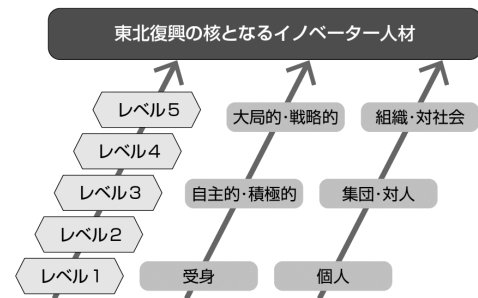 東北復興の核となるイノベーター人材
レベル5
大局的・戦略的
組織・対社会
レベル4
レベル3
自主的・積極的
集団・対人
レベル2
レベル1
受身
個人